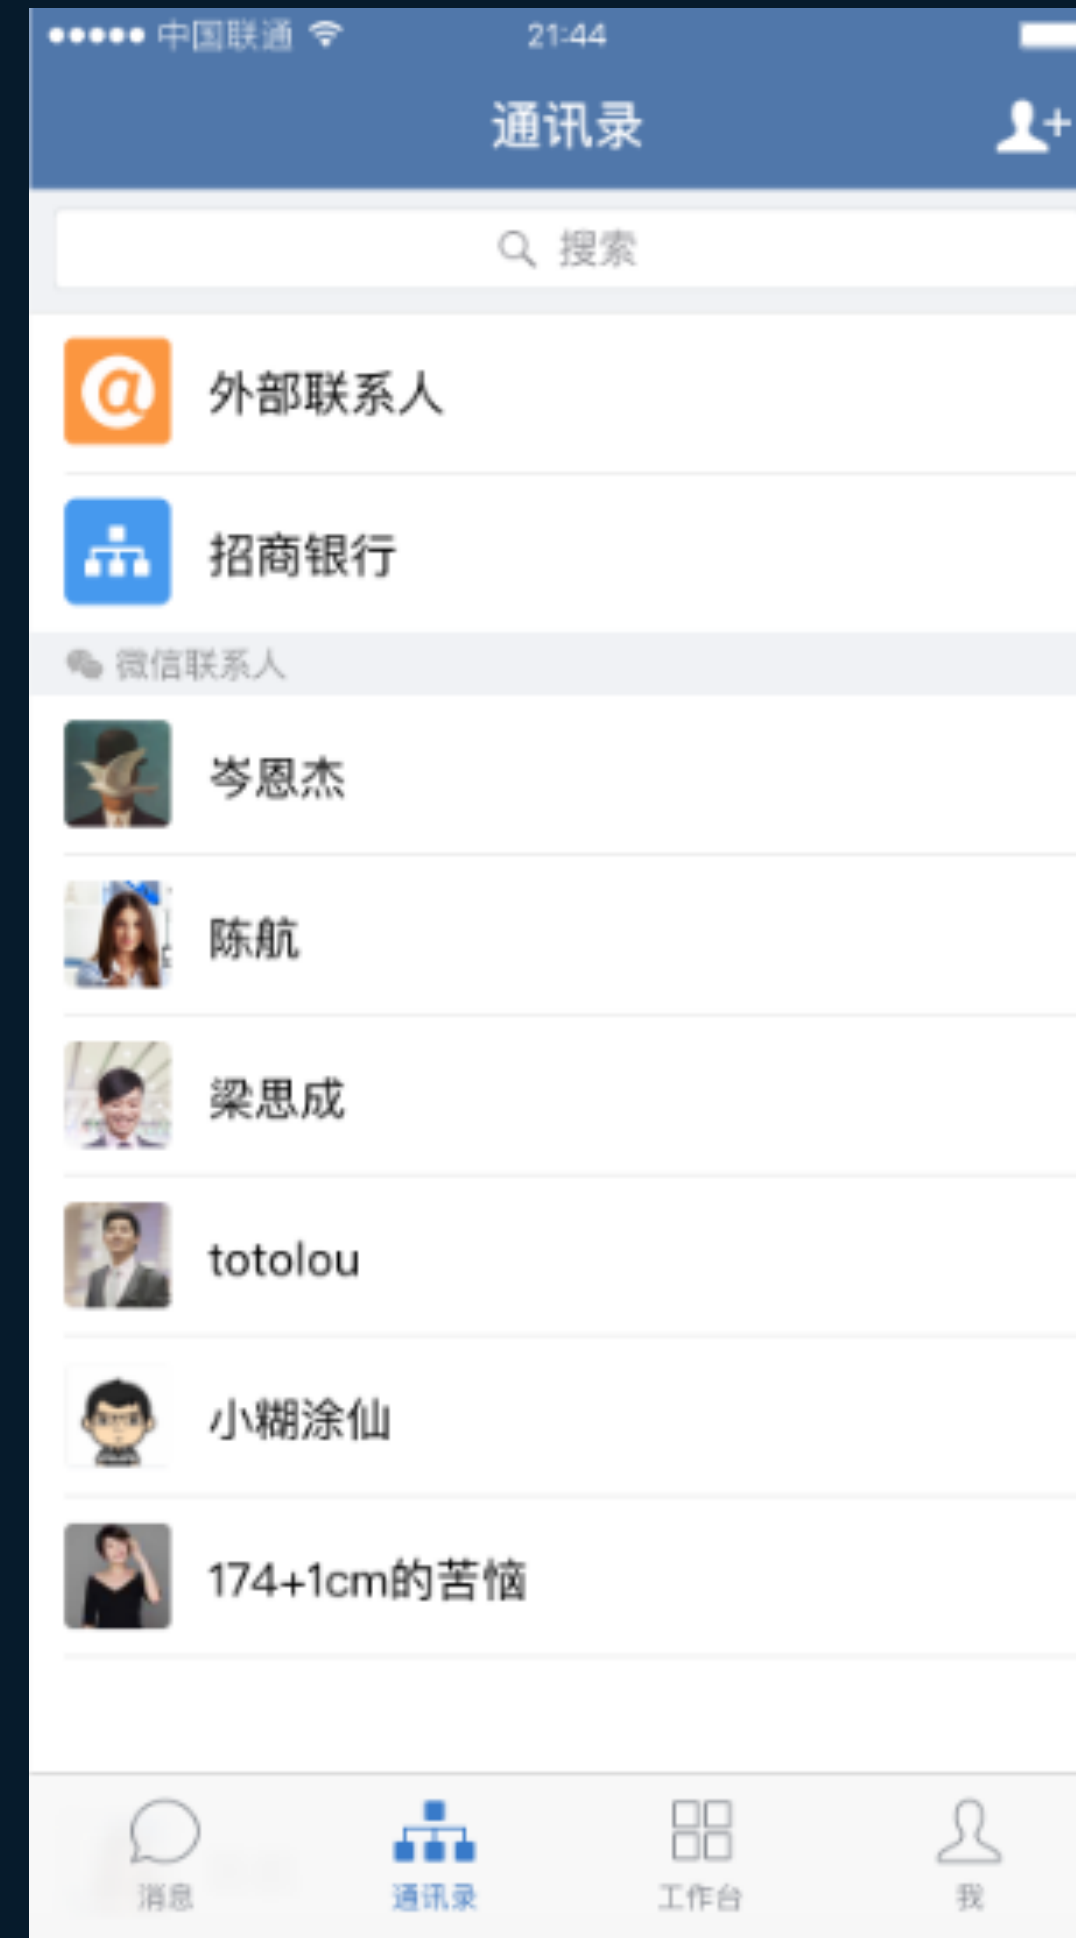 中国联通 21:44
通讯录
搜索
外部联系人
招商银行
微信联系人
岑恩杰
陈航
梁思成
totolou
小糊涂仙
174+1cm的苦恼
消息 通讯录 工作台 我